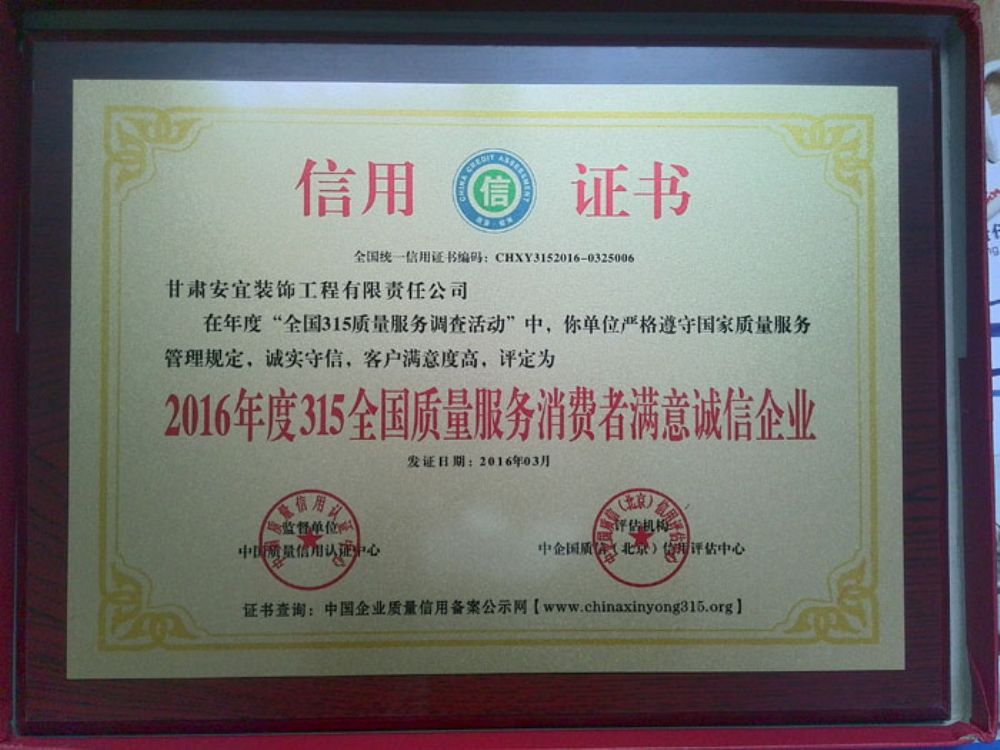 信用 证书
CHINA CREDIT ASSESSMENT
信
全国统一信用证书编码：CHXY3152016-0325006
甘肃安宜装饰工程有限责任公司
在年度“全国315质量服务调查活动”中，你单位严格遵守国家质量服务
管理规定，诚实守信，客户满意度高，评定为
2016年度315全国质量服务消费者满意诚信企业
发证日期：2016年03月
监督单位
中国质量信用认证中心
评估机构
中企国质信（北京）信用评估中心
证书查询：中国企业质量信用备案公示网【www.chinaxinyong315.org】